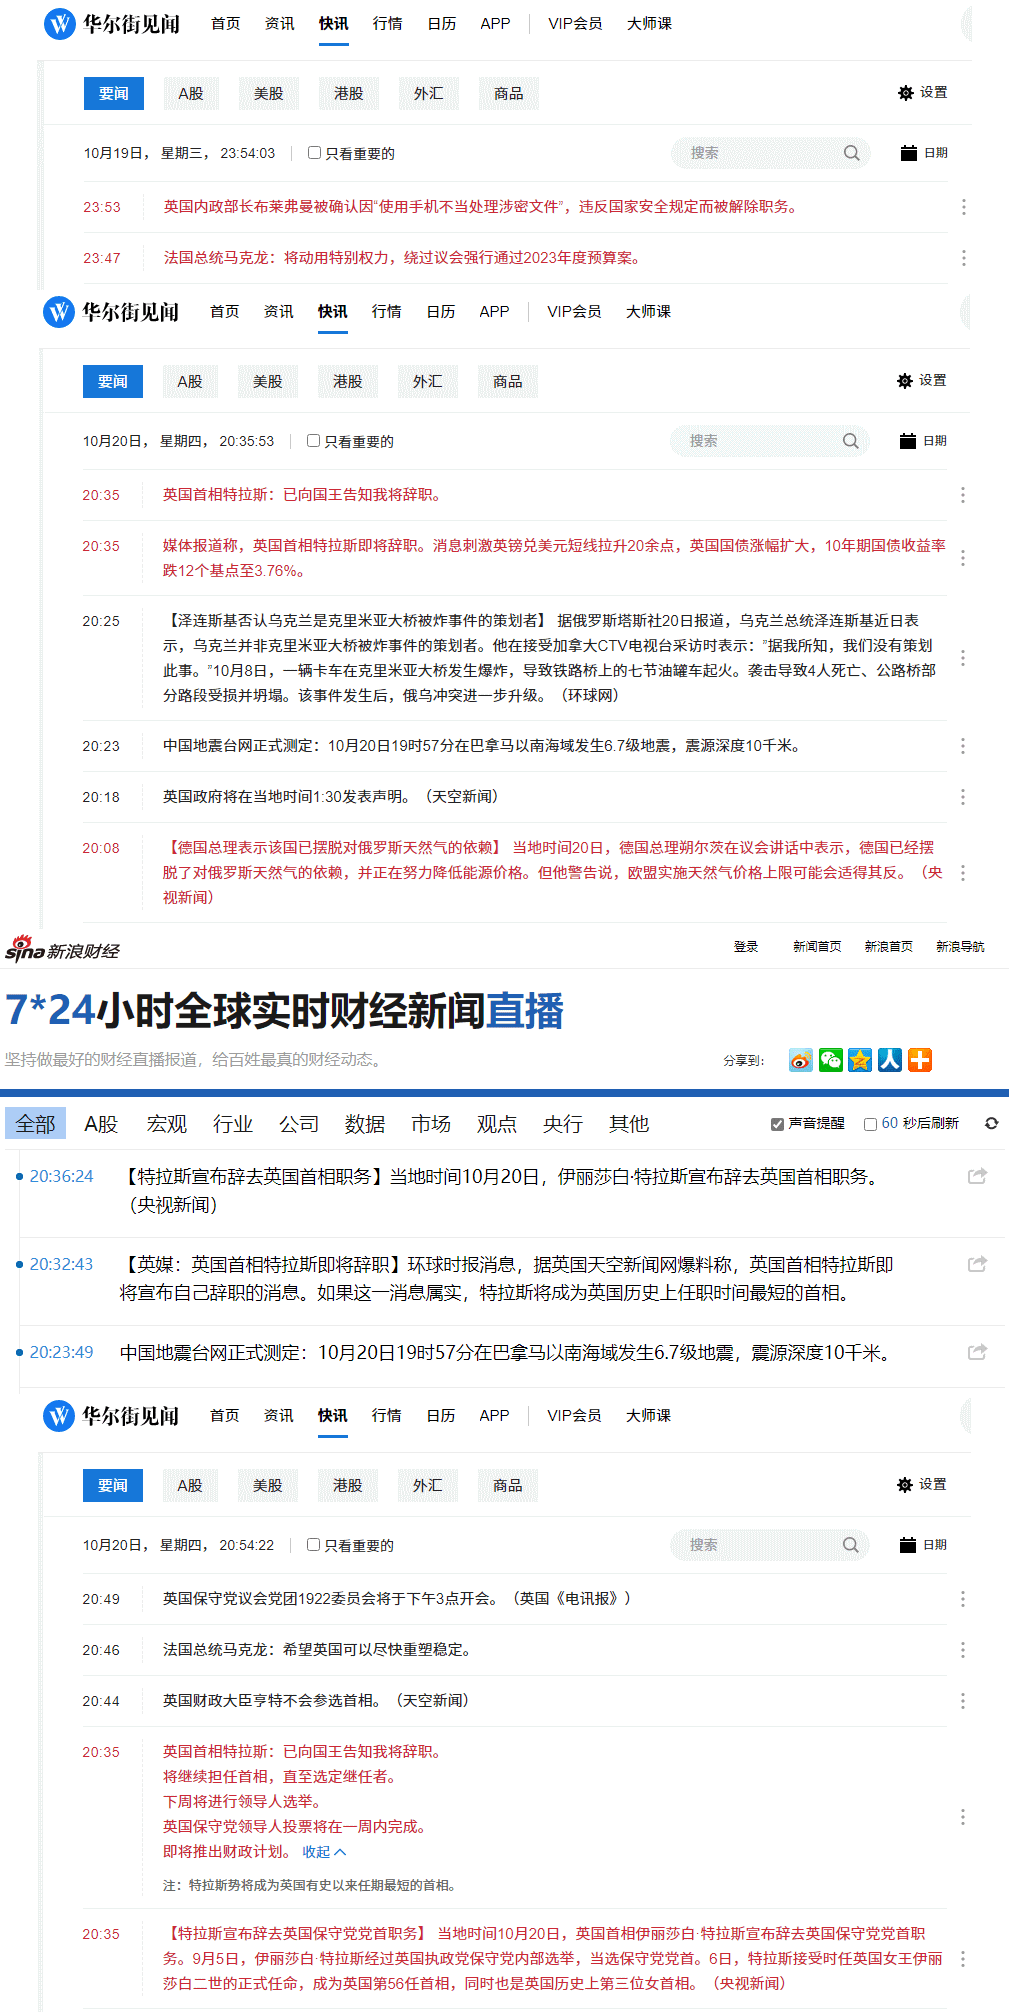 华尔街见闻 首页 资讯 快讯 行情 日历 APP VIP会员 大师课
要闻 A股 美股 港股 外汇 商品 设置
10月19日， 星期三， 23:54:03 只看重要的 搜索 日期
23:53 英国内政部长布莱弗曼被确认因“使用手机不当处理涉密文件”，违反国家安全规定而被解除职务。
23:47 法国总统马克龙：将动用特别权力，绕过议会强行通过2023年度预算案。
华尔街见闻 首页 资讯 快讯 行情 日历 APP VIP会员 大师课
要闻 A股 美股 港股 外汇 商品 设置
10月20日， 星期四， 20:35:53 只看重要的 搜索 日期
20:35 英国首相特拉斯：已向国王告知我将辞职。
20:35 媒体报道称，英国首相特拉斯即将辞职。消息刺激英镑兑美元短线拉升20余点，英国国债涨幅扩大，10年期国债收益率
跌12个基点至3.76%。
20:25 【泽连斯基否认乌克兰是克里米亚大桥被炸事件的策划者】 据俄罗斯塔斯社20日报道，乌克兰总统泽连斯基近日表
示，乌克兰并非克里米亚大桥被炸事件的策划者。他在接受加拿大CTV电视台采访时表示：”据我所知，我们没有策划
此事。”10月8日，一辆卡车在克里米亚大桥发生爆炸，导致铁路桥上的七节油罐车起火。袭击导致4人死亡、公路桥部
分路段受损并坍塌。该事件发生后，俄乌冲突进一步升级。（环球网）
20:23 中国地震台网正式测定：10月20日19时57分在巴拿马以南海域发生6.7级地震，震源深度10千米。
20:18 英国政府将在当地时间1:30发表声明。（天空新闻）
20:08 【德国总理表示该国已摆脱对俄罗斯天然气的依赖】 当地时间20日，德国总理朔尔茨在议会讲话中表示，德国已经摆
脱了对俄罗斯天然气的依赖，并正在努力降低能源价格。但他警告说，欧盟实施天然气价格上限可能会适得其反。（央
视新闻）
sina 新浪财经 登录 新闻首页 新浪首页 新浪导航
7*24小时全球实时财经新闻直播
坚持做最好的财经直播报道，给百姓最真的财经动态。 分享到：
全部 A股 宏观 行业 公司 数据 市场 观点 央行 其他 声音提醒 60 秒后刷新
20:36:24 【特拉斯宣布辞去英国首相职务】当地时间10月20日，伊丽莎白·特拉斯宣布辞去英国首相职务。
（央视新闻）
20:32:43 【英媒：英国首相特拉斯即将辞职】环球时报消息，据英国天空新闻网爆料称，英国首相特拉斯即
将宣布自己辞职的消息。如果这一消息属实，特拉斯将成为英国历史上任职时间最短的首相。
20:23:49 中国地震台网正式测定：10月20日19时57分在巴拿马以南海域发生6.7级地震，震源深度10千米。
华尔街见闻 首页 资讯 快讯 行情 日历 APP VIP会员 大师课
要闻 A股 美股 港股 外汇 商品 设置
10月20日， 星期四， 20:54:22 只看重要的 搜索 日期
20:49 英国保守党议会党团1922委员会将于下午3点开会。（英国《电讯报》）
20:46 法国总统马克龙：希望英国可以尽快重塑稳定。
20:44 英国财政大臣亨特不会参选首相。（天空新闻）
20:35 英国首相特拉斯：已向国王告知我将辞职。
将继续担任首相，直至选定继任者。
下周将进行领导人选举。
英国保守党领导人投票将在一周内完成。
即将推出财政计划。 收起
注：特拉斯势将成为英国有史以来任期最短的首相。
20:35 【特拉斯宣布辞去英国保守党党首职务】 当地时间10月20日，英国首相伊丽莎白·特拉斯宣布辞去英国保守党党首职
务。9月5日，伊丽莎白·特拉斯经过英国执政党保守党内部选举，当选保守党党首。6日，特拉斯接受时任英国女王伊丽
莎白二世的正式任命，成为英国第56任首相，同时也是英国历史上第三位女首相。（央视新闻）